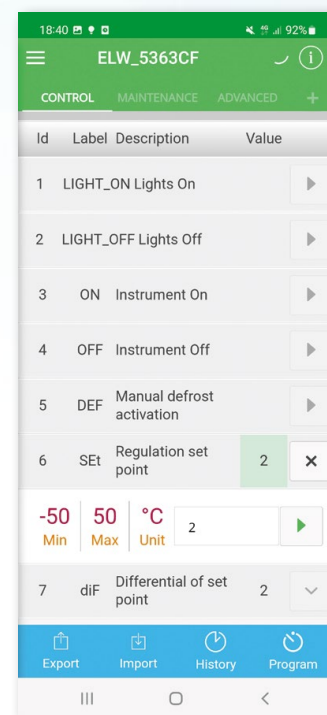 18:40 92%
ELW_5363CF
CONTROL MAINTENANCE ADVANCED +
Id Label Description Value
1 LIGHT_ON Lights On
2 LIGHT_OFF Lights Off
3 ON Instrument On
4 OFF Instrument Off
5 DEF Manual defrost
activation
6 SEt Regulation set
point 2
-50 50 °C 2
Min Max Unit
7 diF Differential of set
point 2
Export Import History Program